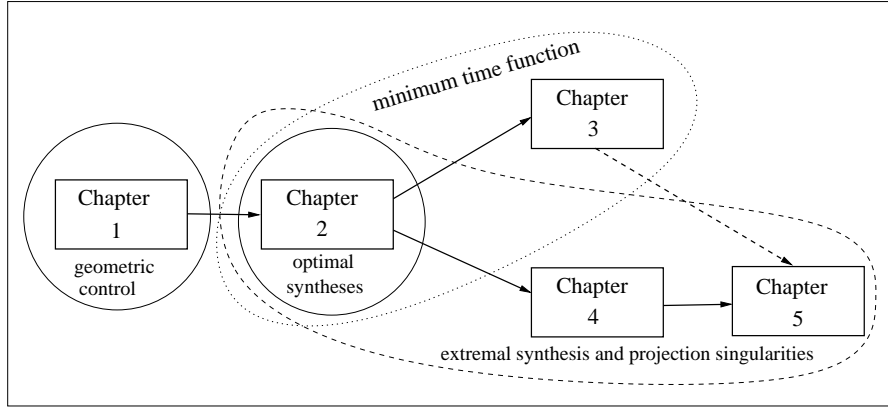 minimum time function
Chapter
3
Chapter
1
geometric
control
Chapter
2
optimal
syntheses
Chapter
4
Chapter
5
extremal synthesis and projection singularities